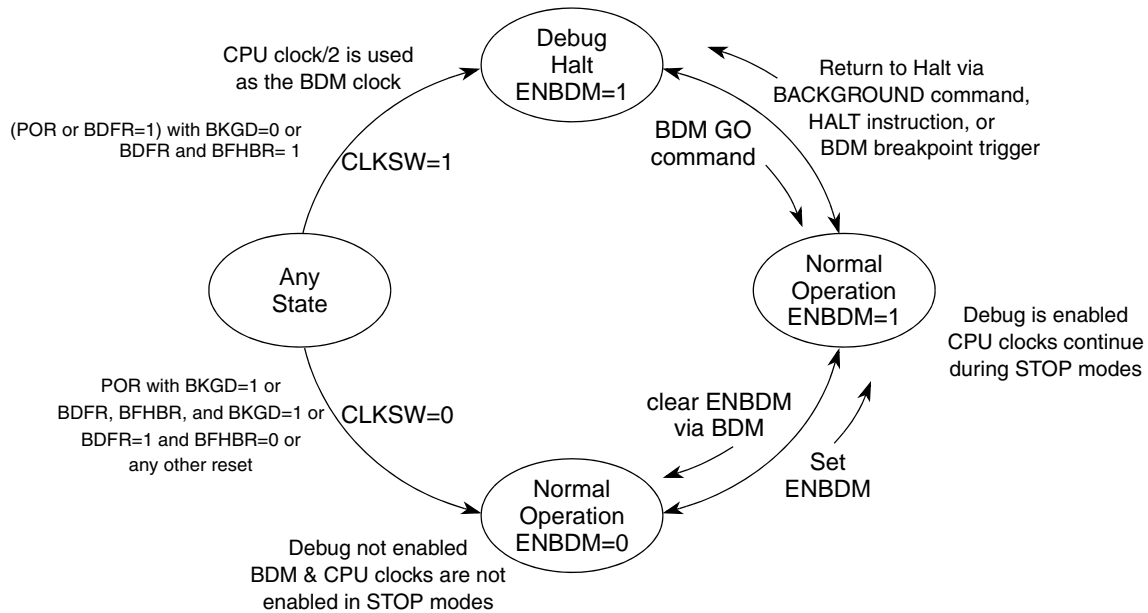 Debug
Halt
ENBDM=1
CPU clock/2 is used
as the BDM clock
Return to Halt via
BACKGROUND command,
HALT instruction, or
BDM breakpoint trigger
(POR or BDFR=1) with BKGD=0 or
BDFR and BFHBR= 1
CLKSW=1
BDM GO
command
Any
State
Normal
Operation
ENBDM=1
Debug is enabled
CPU clocks continue
during STOP modes
POR with BKGD=1 or
BDFR, BFHBR, and BKGD=1 or
BDFR=1 and BFHBR=0 or
any other reset
CLKSW=0
clear ENBDM
via BDM
Set
ENBDM
Normal
Operation
ENBDM=0
Debug not enabled
BDM & CPU clocks are not
enabled in STOP modes